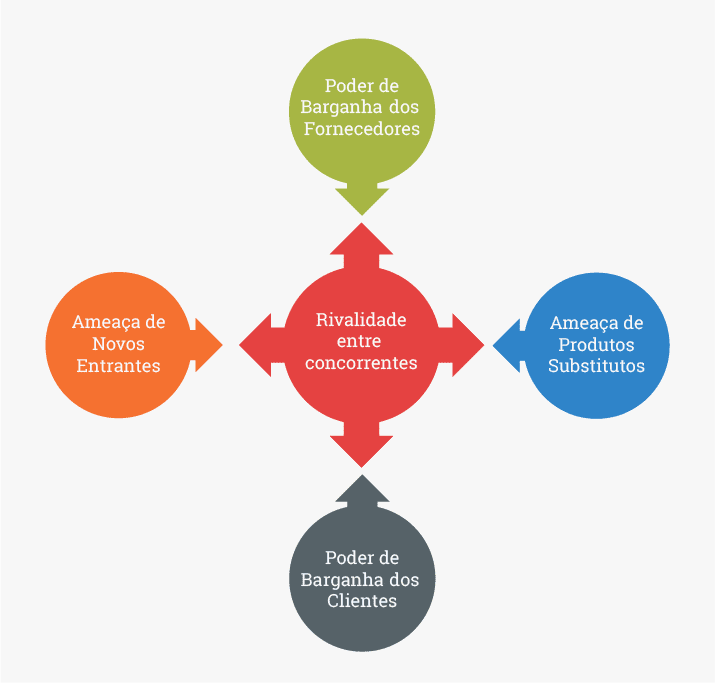 Poder de
Barganha dos
Fornecedores
Ameaça de
Novos
Entrantes
Rivalidade
entre
concorrentes
Ameaça de
Produtos
Substitutos
Poder de
Barganha dos
Clientes